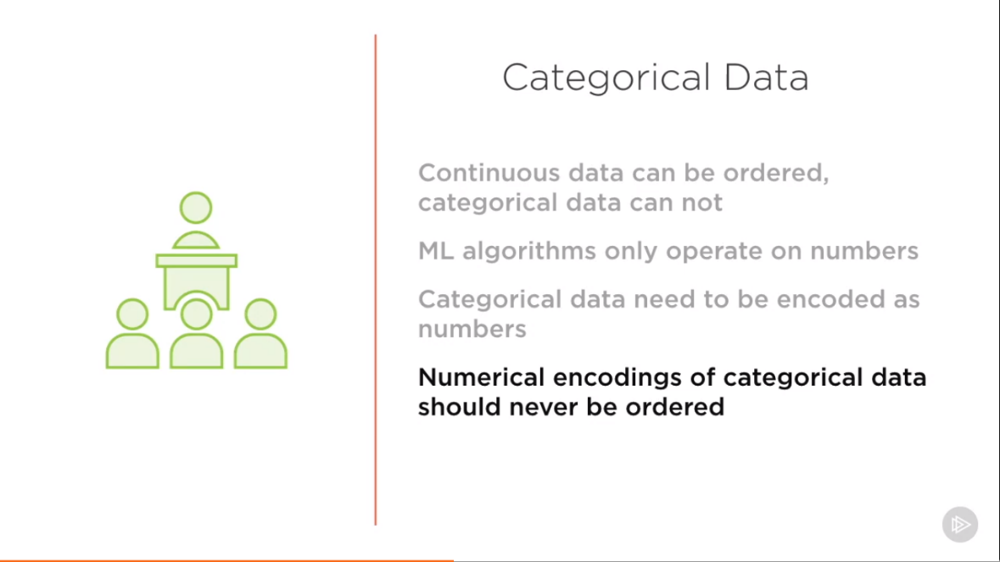 Categorical Data
Continuous data can be ordered,
categorical data can not
ML algorithms only operate on numbers
Categorical data need to be encoded as
numbers
Numerical encodings of categorical data
should never be ordered